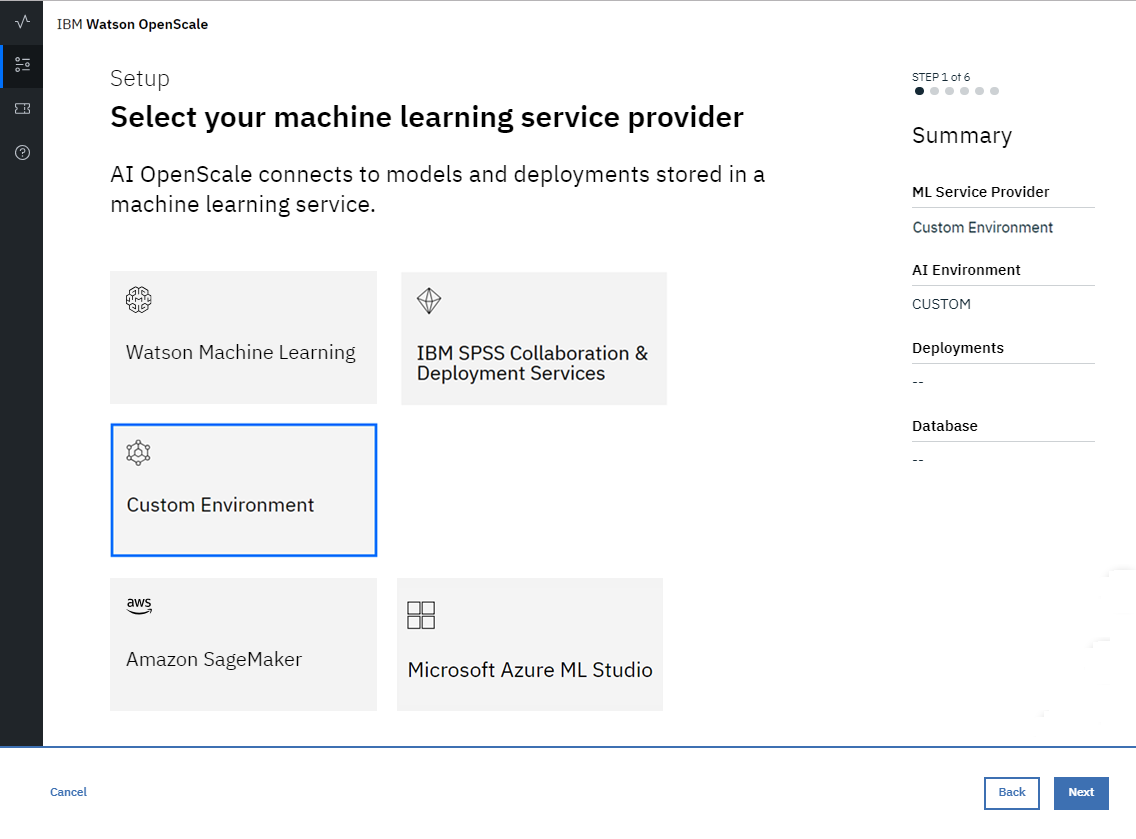 IBM Watson OpenScale
Setup
Select your machine learning service provider
AI OpenScale connects to models and deployments stored in a
machine learning service.
Watson Machine Learning
IBM SPSS Collaboration &
Deployment Services
Custom Environment
aws
Amazon SageMaker
Microsoft Azure ML Studio
STEP 1 of 6
Summary
ML Service Provider
Custom Environment
AI Environment
CUSTOM
Deployments
--
Database
--
Cancel
Back
Next